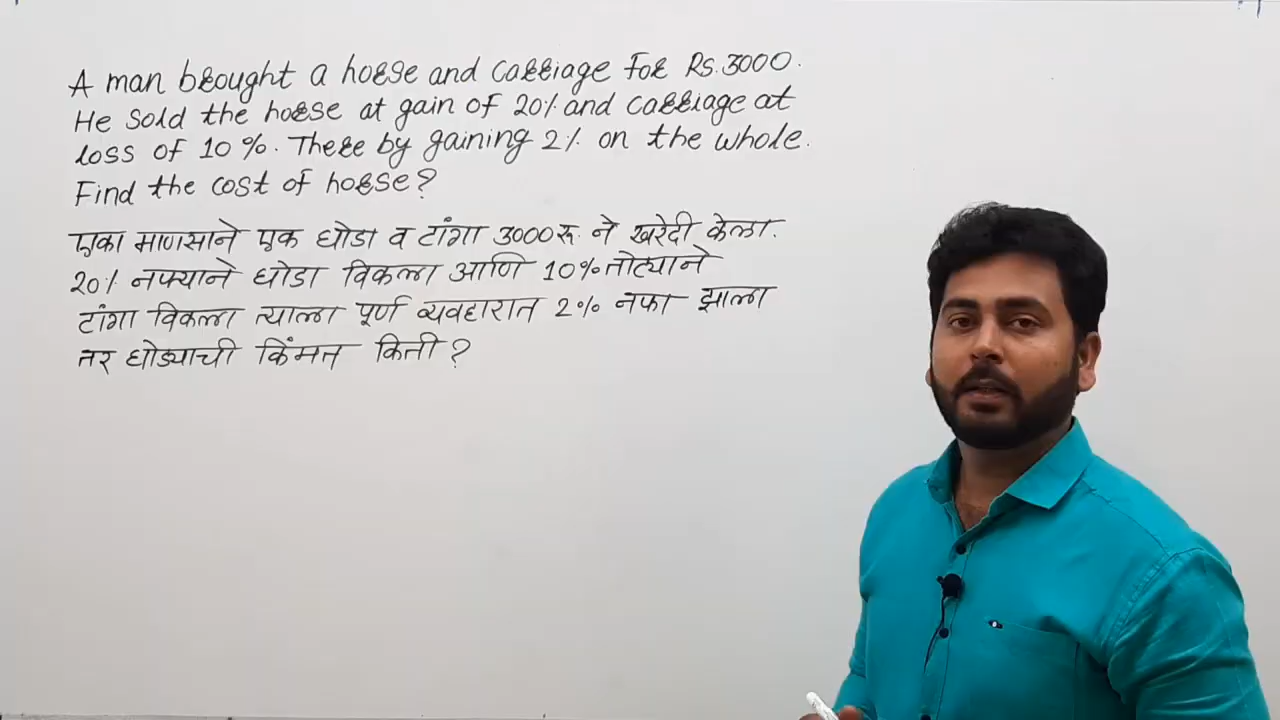 A man brought a horse and carriage for Rs. 3000.
He sold the horse at gain of 20% and carriage at
loss of 10%. There by gaining 2% on the whole.
Find the cost of horse?
एका माणसाने एक घोडा व टांगा 3000 रू. ने खरेदी केला.
20% नफ्याने घोडा विकला आणि 10% तोट्याने
टांगा विकला त्याला पूर्ण व्यवहारात 2% नफा झाला
तर घोड्याची किंमत किती?